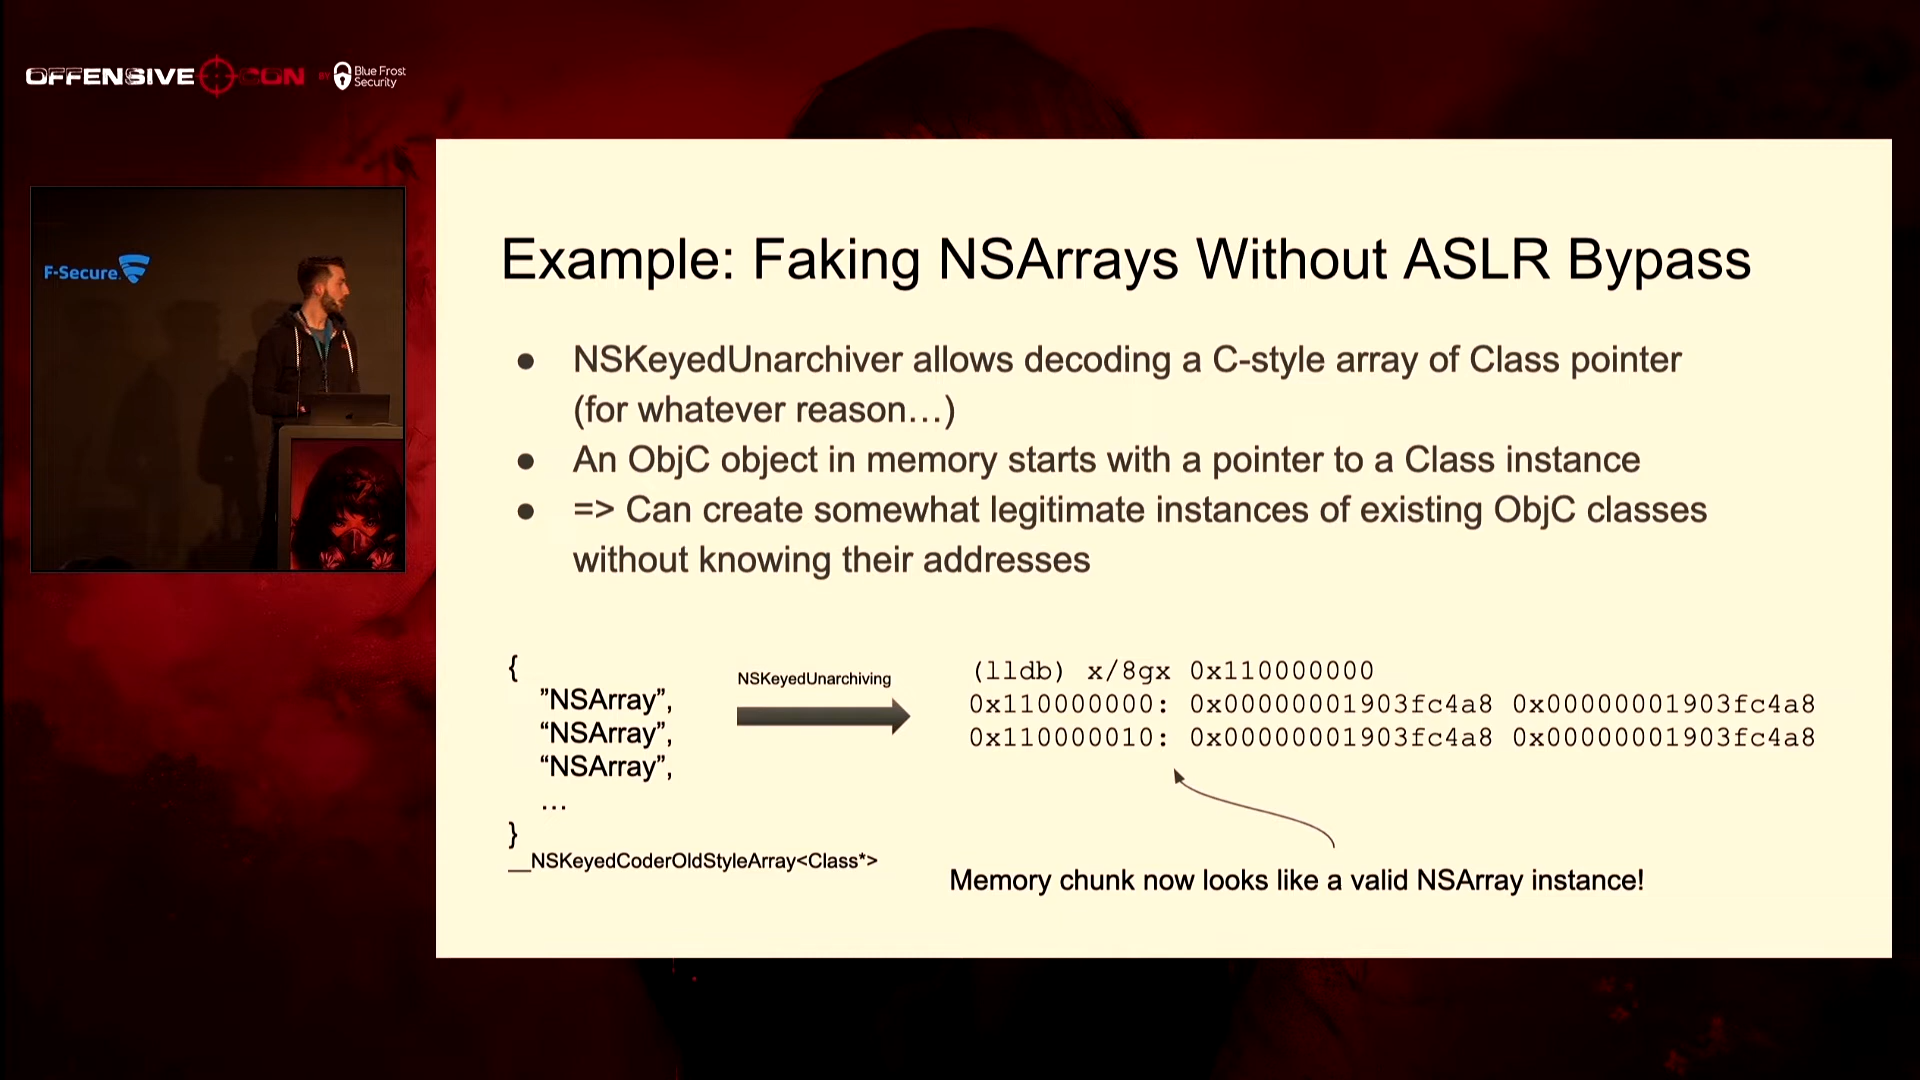 OFFENSIVE CON BY Blue Frost
Security
F-Secure.
Example: Faking NSArrays Without ASLR Bypass
● NSKeyedUnarchiver allows decoding a C-style array of Class pointer
(for whatever reason…)
● An ObjC object in memory starts with a pointer to a Class instance
● => Can create somewhat legitimate instances of existing ObjC classes
without knowing their addresses
{
”NSArray”,
“NSArray”,
“NSArray”,
…
}
__NSKeyedCoderOldStyleArray<Class*>
NSKeyedUnarchiving
(lldb) x/8gx 0x110000000
0x110000000: 0x00000001903fc4a8 0x00000001903fc4a8
0x110000010: 0x00000001903fc4a8 0x00000001903fc4a8
Memory chunk now looks like a valid NSArray instance!